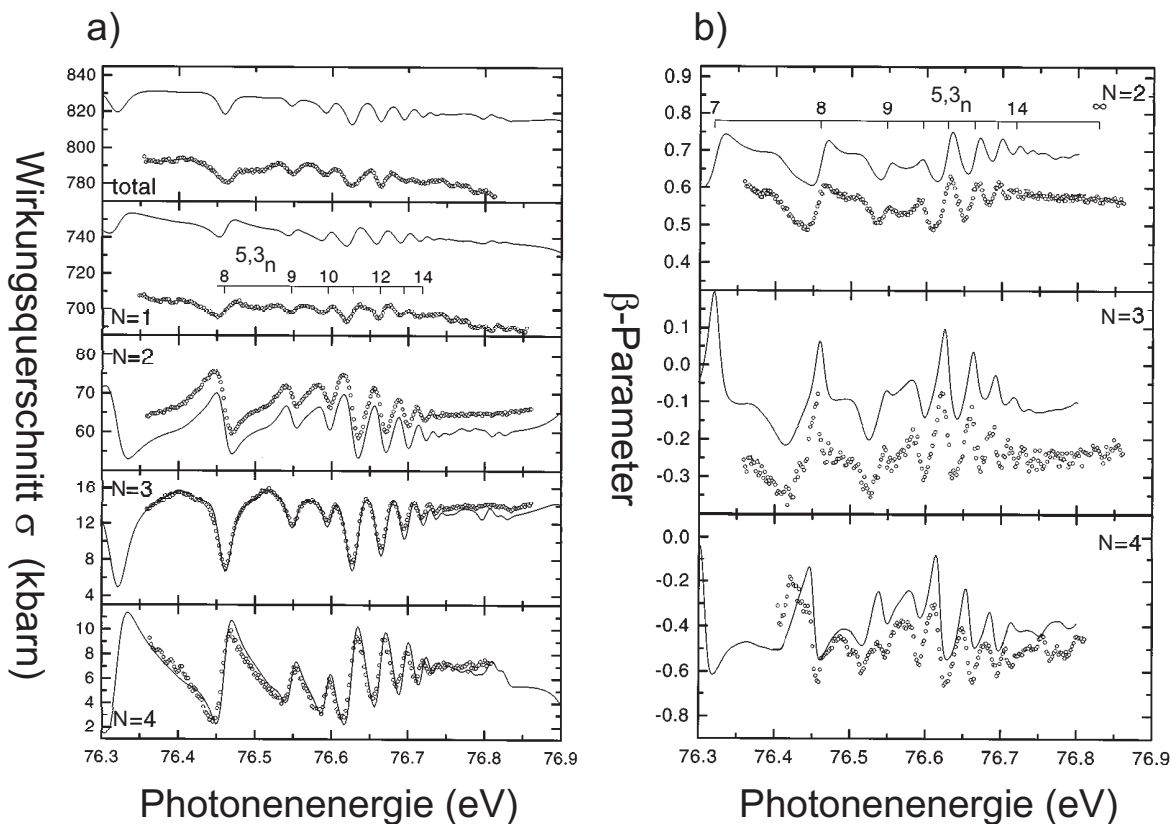 a)
840
820
800
780
total
740
700
5,3n
8 9 10 12 14
N=1
80
70
60
N=2
16
12
8
4
N=3
10
8
6
4
2
N=4
76.3 76.4 76.5 76.6 76.7 76.8 76.9
Photonenenergie (eV)
Wirkungsquerschnitt σ (kbarn)
b)
0.9
0.8
0.7
0.6
0.5
0.4
7 8 9 5,3n 14 ∞
N=2
0.1
0.0
-0.1
-0.2
-0.3
N=3
0.0
-0.2
-0.4
-0.6
-0.8
N=4
76.3 76.4 76.5 76.6 76.7 76.8 76.9
Photonenenergie (eV)
β-Parameter